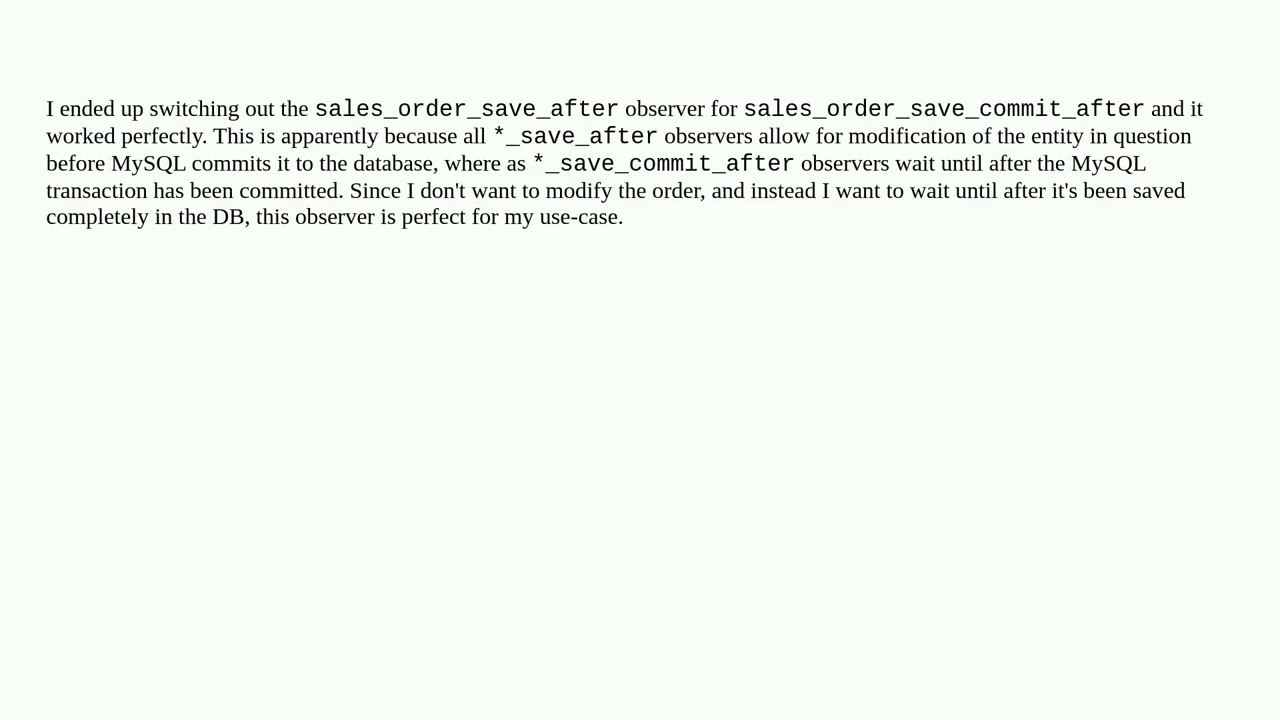 I ended up switching out the sales_order_save_after observer for sales_order_save_commit_after and it
worked perfectly. This is apparently because all *_save_after observers allow for modification of the entity in question
before MySQL commits it to the database, where as *_save_commit_after observers wait until after the MySQL
transaction has been committed. Since I don't want to modify the order, and instead I want to wait until after it's been saved
completely in the DB, this observer is perfect for my use-case.